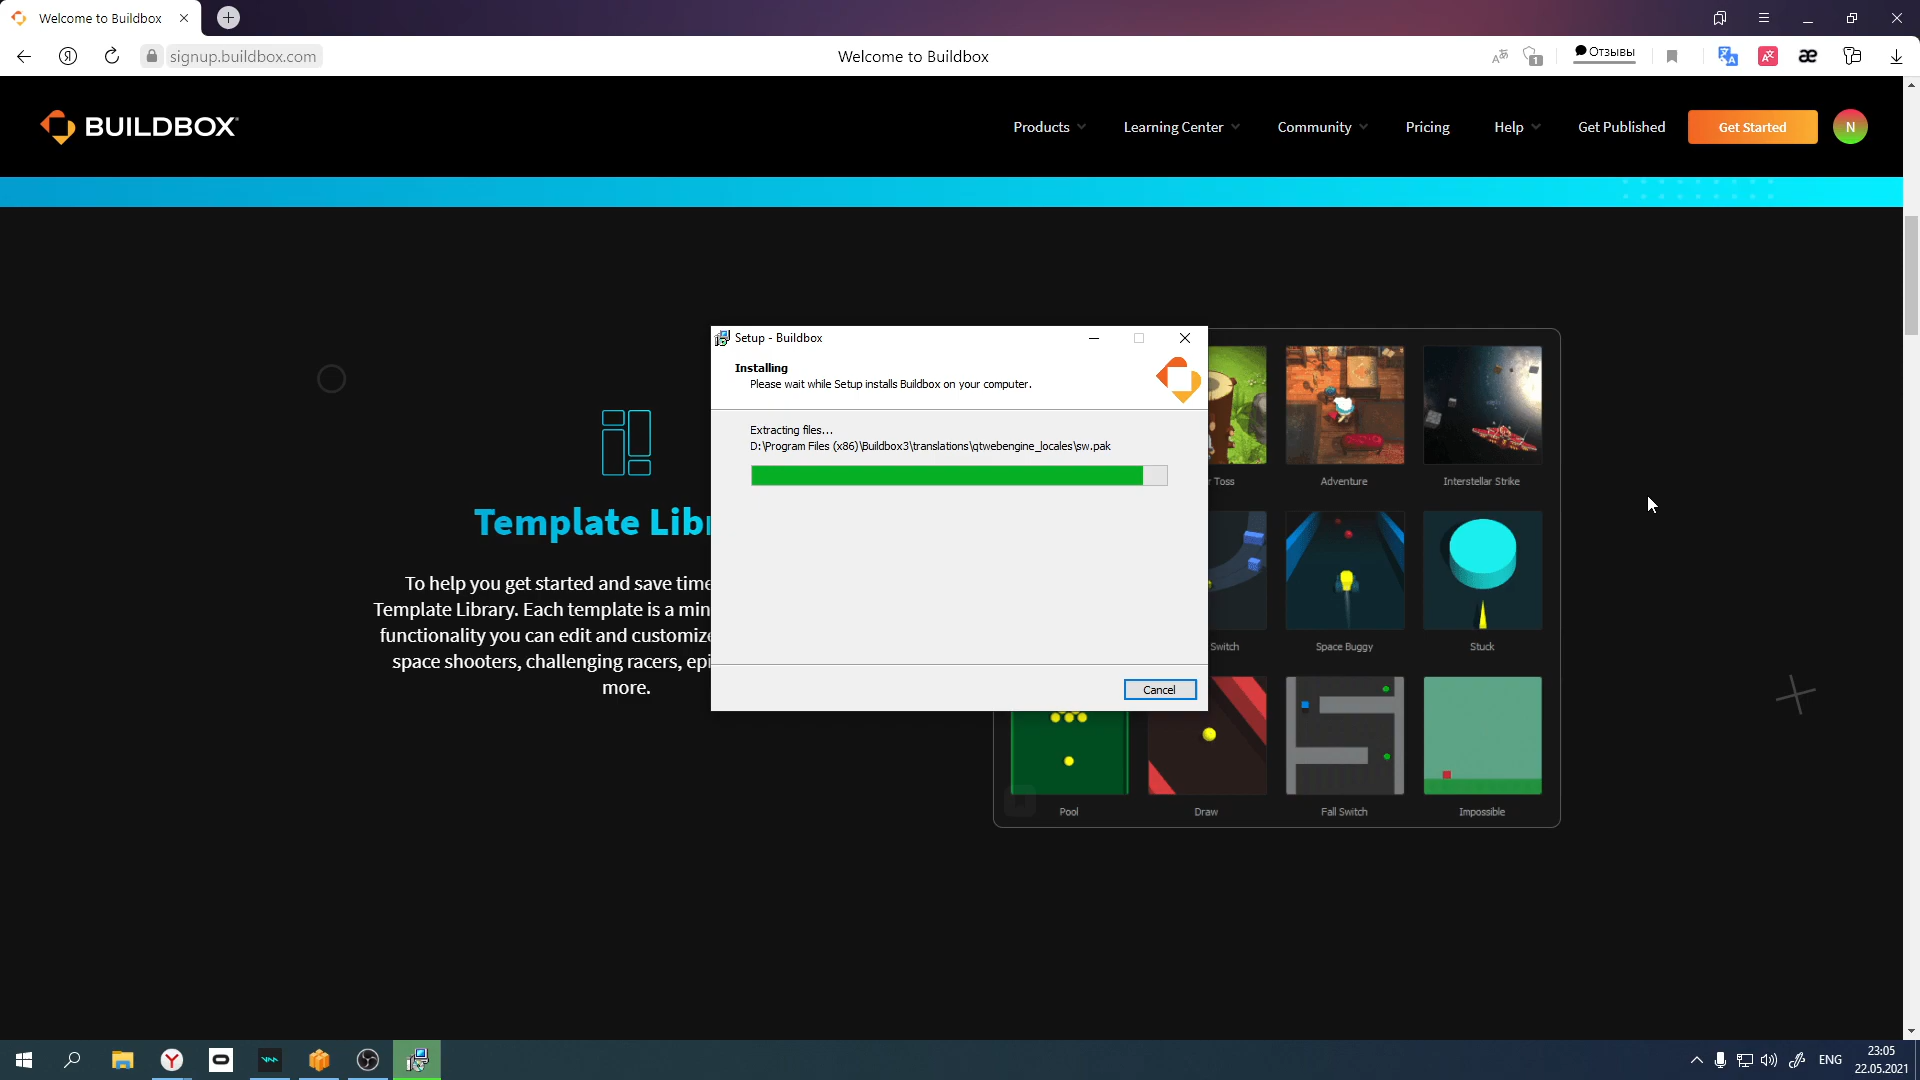 Welcome to Buildbox
signup.buildbox.com
Welcome to Buildbox
1
Отзывы
BUILDBOX
Products
Learning Center
Community
Pricing
Help
Get Published
Get Started
N
Setup - Buildbox
Installing
Please wait while Setup installs Buildbox on your computer.
Extracting files...
D:\Program Files (x86)\Buildbox3\translations\qtwebengine_locales\sw.pak
Cancel
Template Lib
To help you get started and save time
Template Library. Each template is a min
functionality you can edit and customize
space shooters, challenging racers, epi
more.
Toss
Adventure
Interstellar Strike
Switch
Space Buggy
Stuck
Pool
Draw
Fall Switch
Impossible
ENG
23:05
22.05.2021